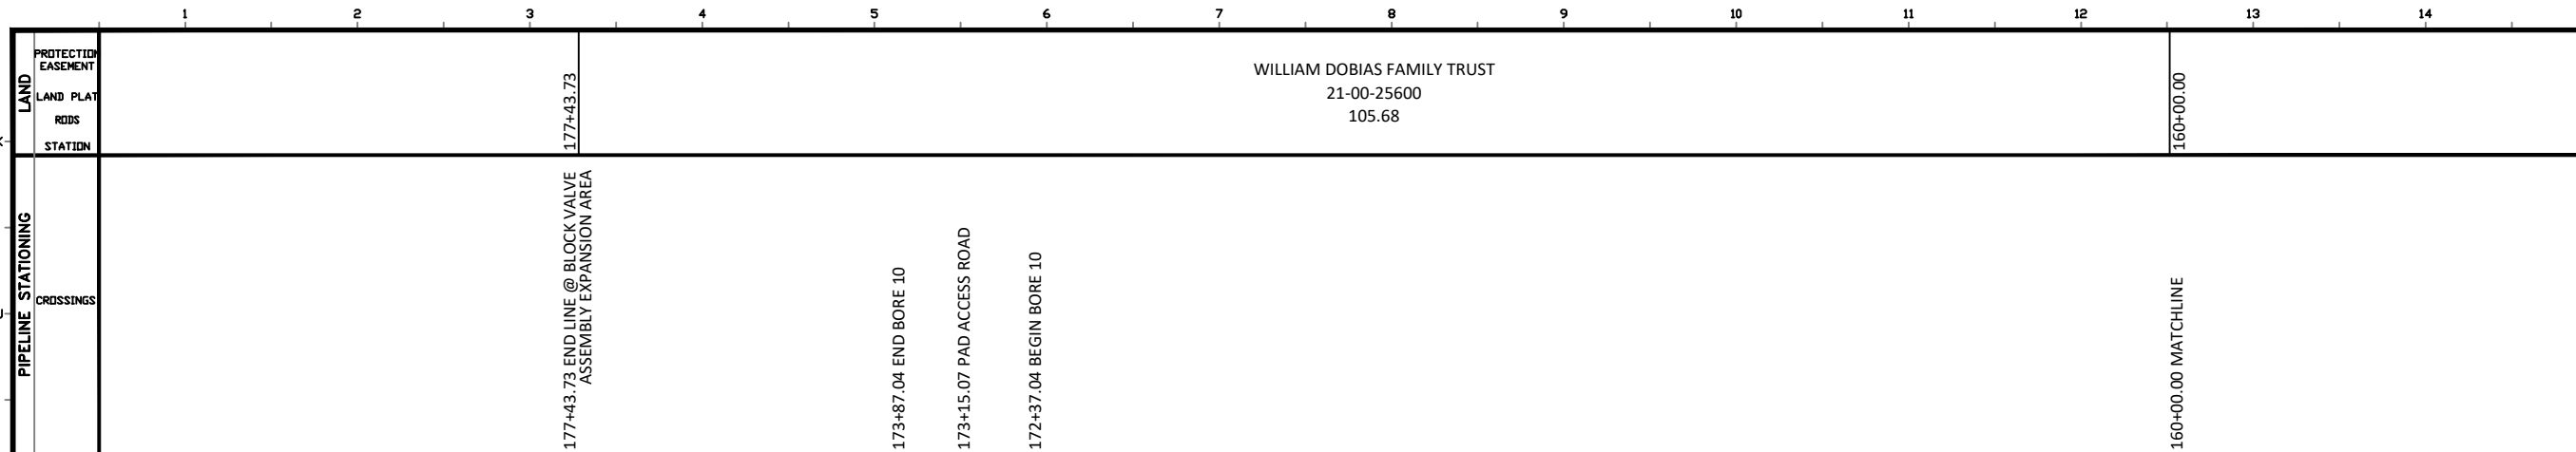 1 2 3 4 5 6 7 8 9 10 11 12 13 14
LAND
PROTECTION
EASEMENT
LAND PLAT
RODS
STATION
177+43.73
WILLIAM DOBIAS FAMILY TRUST
21-00-25600
105.68
160+00.00
PIPELINE STATIONING
CROSSINGS
177+43.73 END LINE @ BLOCK VALVE
ASSEMBLY EXPANSION AREA
173+87.04 END BORE 10
173+15.07 PAD ACCESS ROAD
172+37.04 BEGIN BORE 10
160+00.00 MATCHLINE